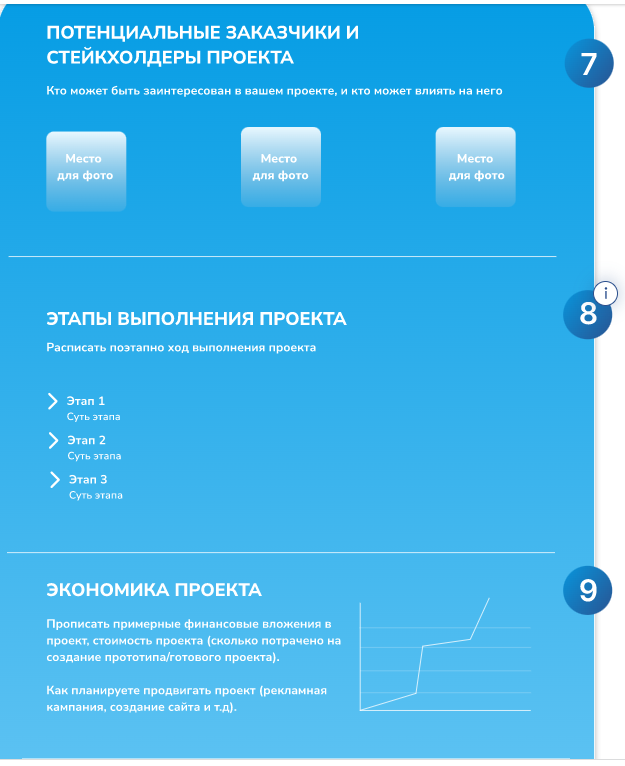 ПОТЕНЦИАЛЬНЫЕ ЗАКАЗЧИКИ И
СТЕЙКХОЛДЕРЫ ПРОЕКТА
7
Кто может быть заинтересован в вашем проекте, и кто может влиять на него
Место
для фото
Место
для фото
Место
для фото
i
8
ЭТАПЫ ВЫПОЛНЕНИЯ ПРОЕКТА
Расписать поэтапно ход выполнения проекта
Этап 1
Суть этапа
Этап 2
Суть этапа
Этап 3
Суть этапа
9
ЭКОНОМИКА ПРОЕКТА
Прописать примерные финансовые вложения в
проект, стоимость проекта (сколько потрачено на
создание прототипа/готового проекта).
Как планируете продвигать проект (рекламная
кампания, создание сайта и т.д).